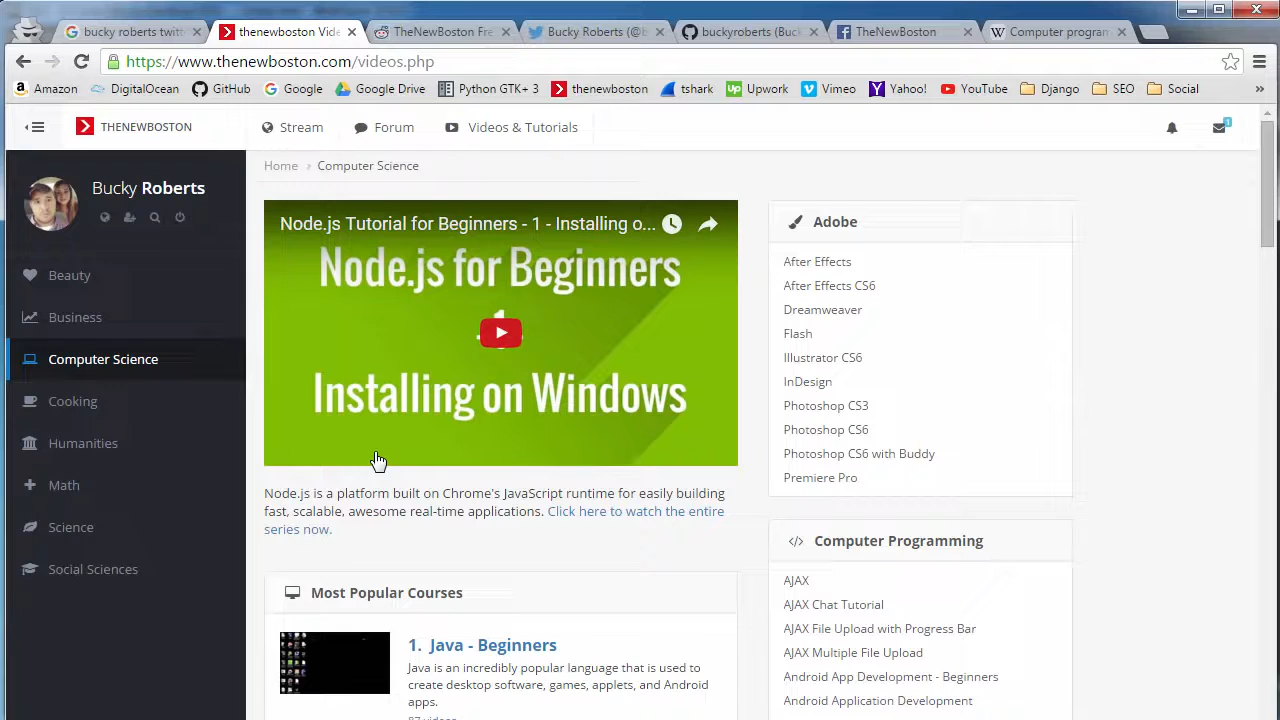 bucky roberts twitt
thenewboston Vide
TheNewBoston Fre
Bucky Roberts (@b
buckyroberts (Buc
TheNewBoston
Computer program
https://www.thenewboston.com/videos.php
Amazon
DigitalOcean
GitHub
Google
Google Drive
Python GTK+ 3
thenewboston
tshark
Up Upwork
Vimeo
Yahoo!
YouTube
Django
SEO
Social
»
THENEWBOSTON
Stream
Forum
Videos & Tutorials
1
Bucky Roberts
Beauty
Business
Computer Science
Cooking
Humanities
Math
Science
Social Sciences
Home > Computer Science
Node.js Tutorial for Beginners - 1 - Installing o...
Node.js for Beginners
Installing on Windows
Node.js is a platform built on Chrome's JavaScript runtime for easily building
fast, scalable, awesome real-time applications. Click here to watch the entire
series now.
Most Popular Courses
1. Java - Beginners
Java is an incredibly popular language that is used to
create desktop software, games, applets, and Android
apps.
87 videos
Adobe
After Effects
After Effects CS6
Dreamweaver
Flash
Illustrator CS6
InDesign
Photoshop CS3
Photoshop CS6
Photoshop CS6 with Buddy
Premiere Pro
Computer Programming
AJAX
AJAX Chat Tutorial
AJAX File Upload with Progress Bar
AJAX Multiple File Upload
Android App Development - Beginners
Android Application Development